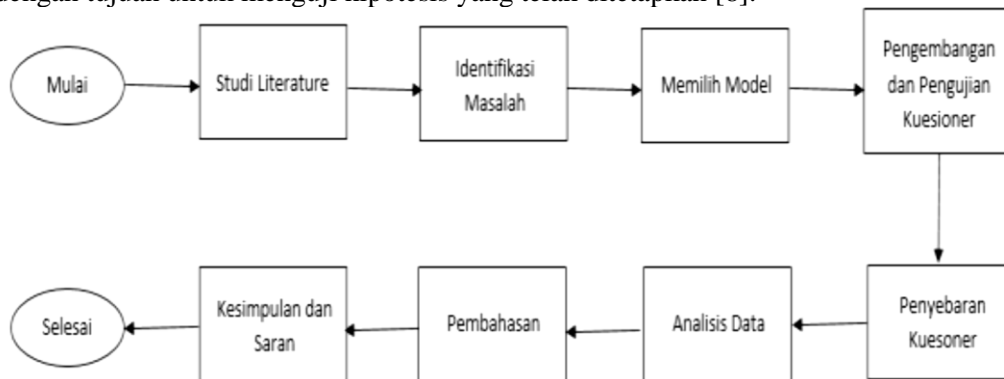 dengan tujuan untuk menguji hipotesis yang telah ditetapkan [8].
Mulai
Studi Literature
Identifikasi
Masalah
Memilih Model
Pengembangan
dan Pengujian
Kuesioner
Penyebaran
Kuesoner
Analisis Data
Pembahasan
Kesimpulan dan
Saran
Selesai